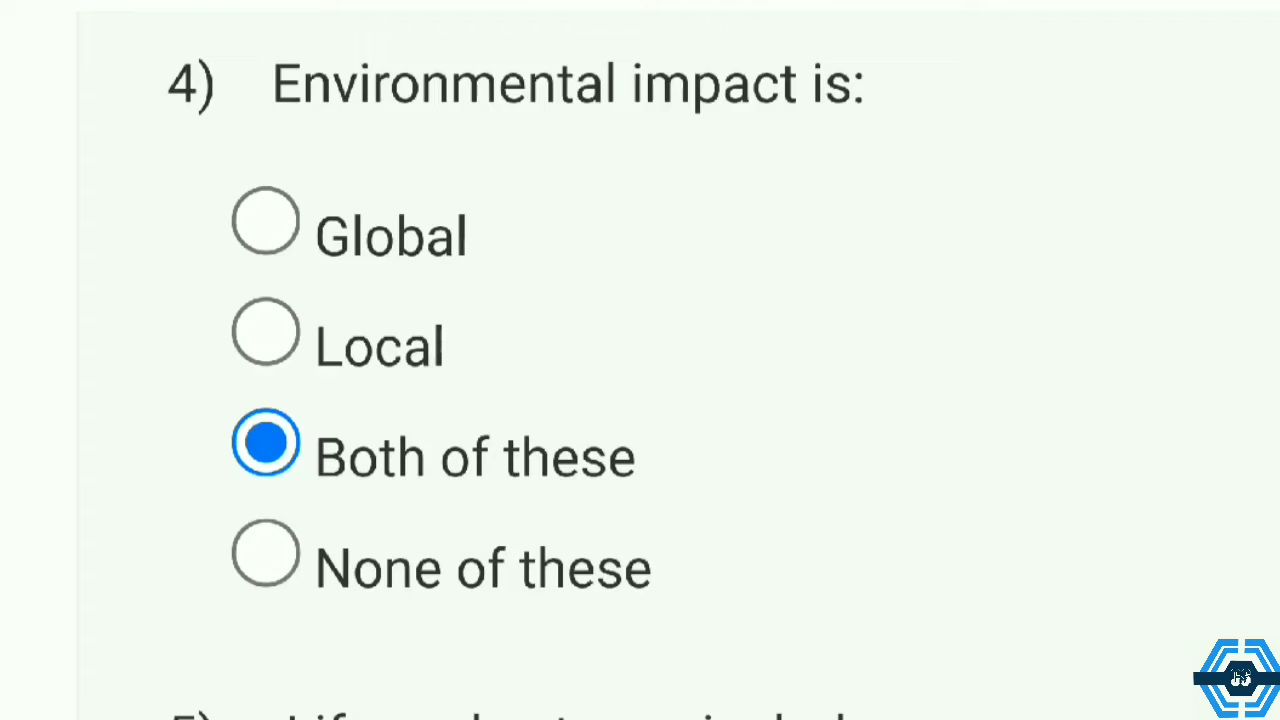 4) Environmental impact is:
Global
Local
Both of these
None of these